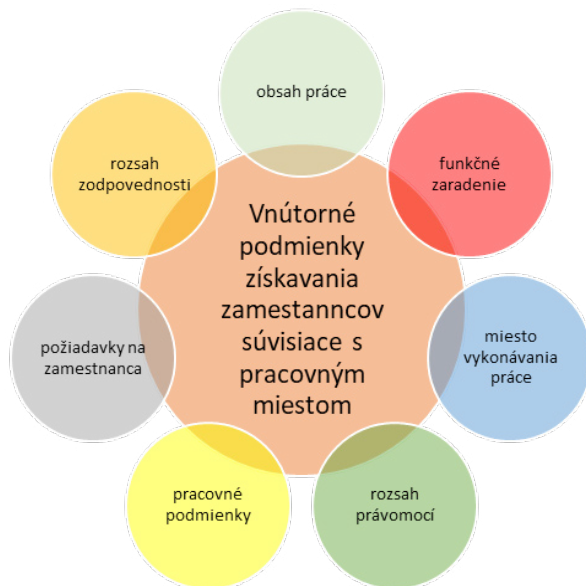 obsah práce
funkčné
zaradenie
miesto
vykonávania
práce
rozsah
právomocí
pracovné
podmienky
požiadavky na
zamestnanca
rozsah
zodpovednosti
Vnútorné
podmienky
získavania
zamestanncov
súvisiace s
pracovným
miestom